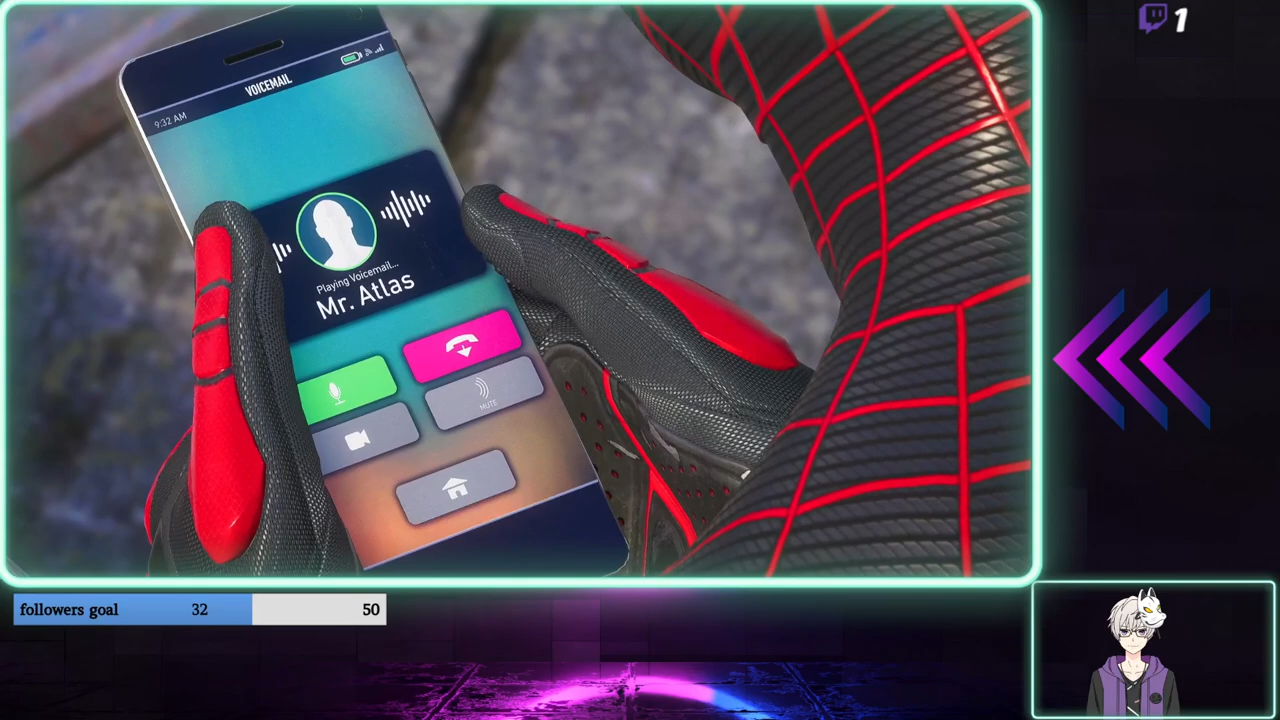 1
VOICEMAIL
9:32 AM
Playing Voicemail...
Mr. Atlas
MUTE
followers goal 32 50